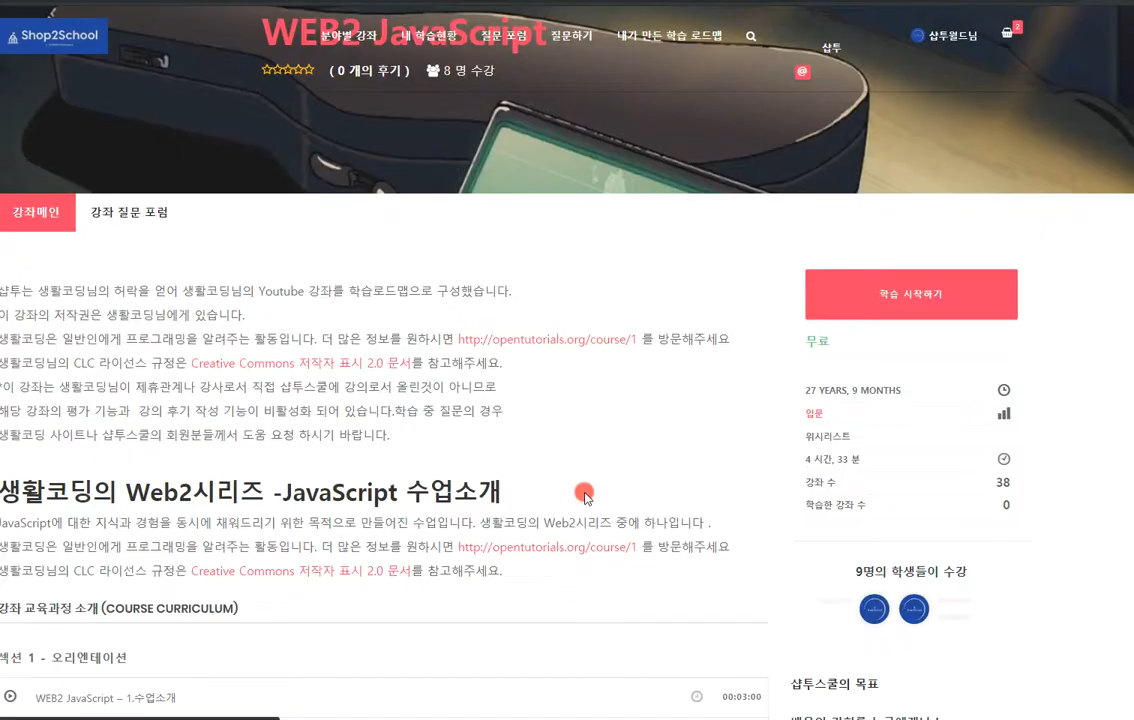 Shop2School
WEB2 JavaScript
분야별 강좌
내 학습현황
질문 포럼
질문하기
내가 만든 학습 로드맵
샵투
샵투월드님
2
@
( 0 개의 후기 )
8 명 수강
강좌메인
강좌 질문 포럼
샵투는 생활코딩님의 허락을 얻어 생활코딩님의 Youtube 강좌를 학습로드맵으로 구성했습니다.
이 강좌의 저작권은 생활코딩님에게 있습니다.
생활코딩은 일반인에게 프로그래밍을 알려주는 활동입니다. 더 많은 정보를 원하시면 http://opentutorials.org/course/1 를 방문해주세요
생활코딩님의 CLC 라이선스 규정은 Creative Commons 저작자 표시 2.0 문서를 참고해주세요.
*이 강좌는 생활코딩님이 제휴관계나 강사로서 직접 샵투스쿨에 강의로서 올린것이 아니므로
해당 강좌의 평가 기능과 강의 후기 작성 기능이 비활성화 되어 있습니다.학습 중 질문의 경우
생활코딩 사이트나 샵투스쿨의 회원분들께서 도움 요청 하시기 바랍니다.
생활코딩의 Web2시리즈 -JavaScript 수업소개
JavaScript에 대한 지식과 경험을 동시에 채워드리기 위한 목적으로 만들어진 수업입니다. 생활코딩의 Web2시리즈 중에 하나입니다 .
생활코딩은 일반인에게 프로그래밍을 알려주는 활동입니다. 더 많은 정보를 원하시면 http://opentutorials.org/course/1 를 방문해주세요
생활코딩님의 CLC 라이선스 규정은 Creative Commons 저작자 표시 2.0 문서를 참고해주세요.
강좌 교육과정 소개 (COURSE CURRICULUM)
섹션 1 - 오리엔테이션
WEB2 JavaScript – 1.수업소개
00:03:00
학습 시작하기
무료
27 YEARS, 9 MONTHS
입문
위시리스트
4 시간, 33 분
강좌 수
38
학습한 강좌 수
0
9명의 학생들이 수강
샵투스쿨의 목표